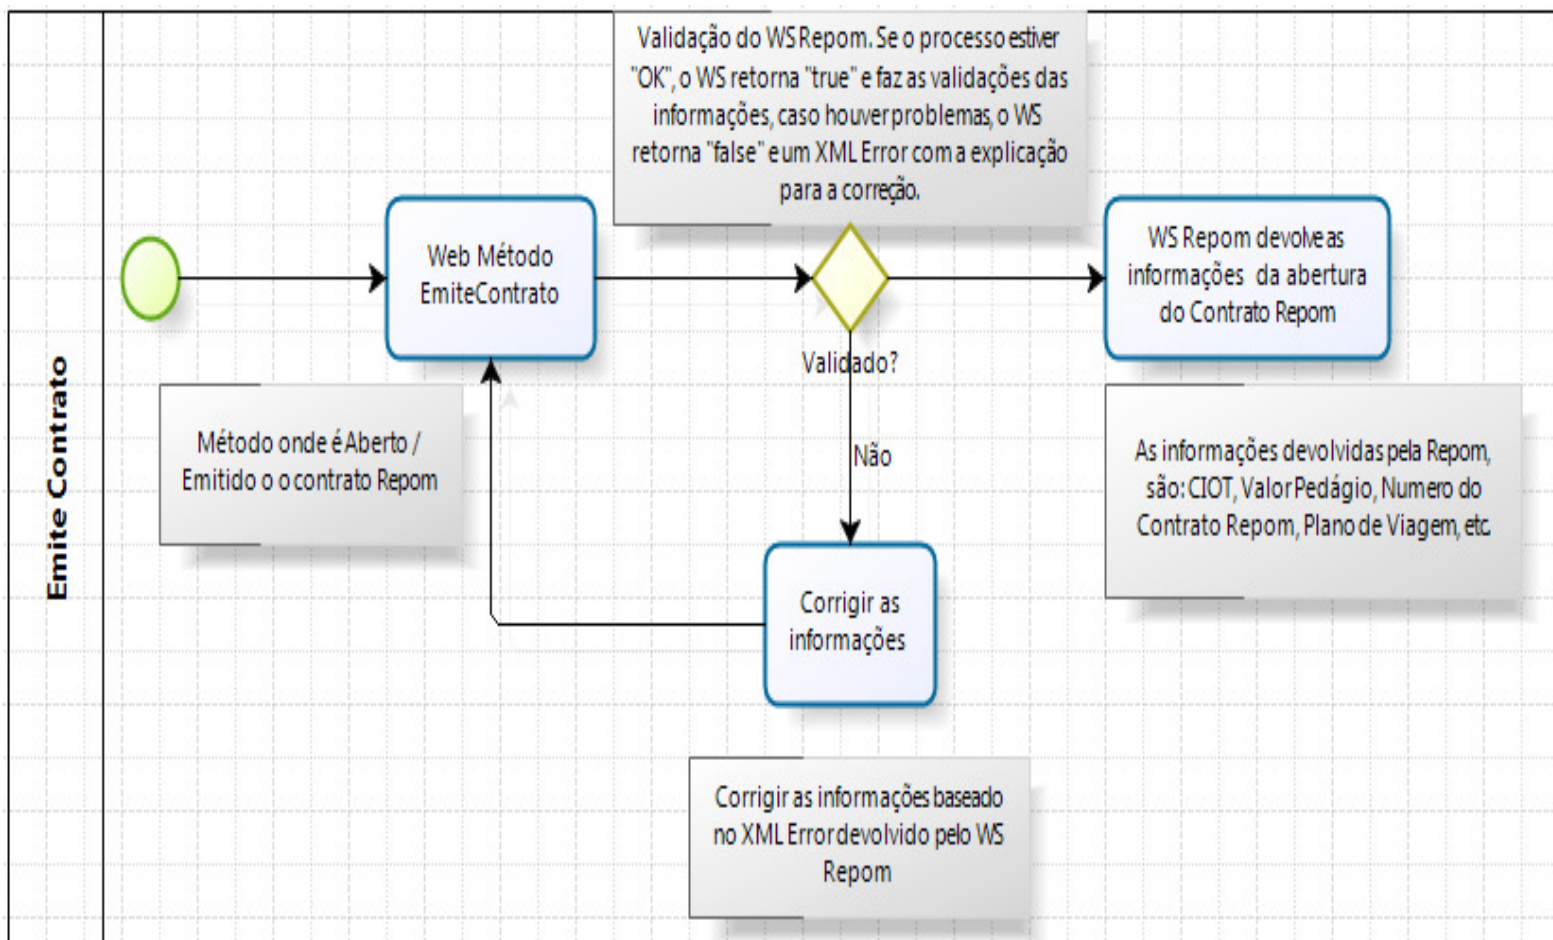 Emite Contrato
Validação do WS Repom. Se o processo estiver
"OK", o WS retorna "true" e faz as validações das
informações, caso houver problemas, o WS
retorna "false" e um XML Error com a explicação
para a correção.
Web Método
EmiteContrato
WS Repom devolve as
informações da abertura
do Contrato Repom
Validado?
Método onde é Aberto /
Emitido o o contrato Repom
Não
As informações devolvidas pela Repom,
são: CIOT, Valor Pedágio, Numero do
Contrato Repom, Plano de Viagem, etc.
Corrigir as
informações
Corrigir as informações baseado
no XML Error devolvido pelo WS
Repom